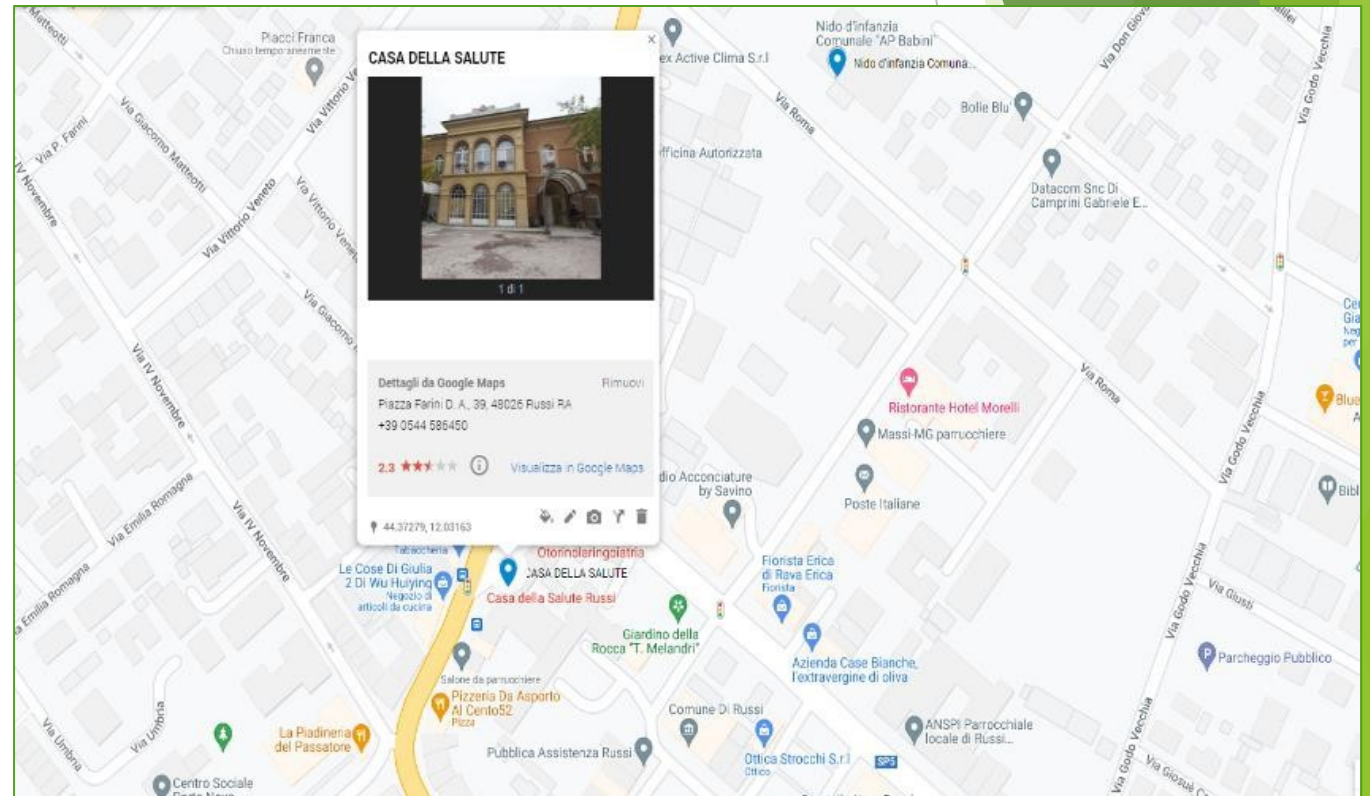 Matteotti
Placci Franca
Chiuso temporaneamente
Via P. Farini
Via Giacomo Matteotti
IV Novembre
Via Vittorio Veneto
Via Vittorio Veneto
Via Giacomo
CASA DELLA SALUTE
1 di 1
Dettagli da Google Maps
Rimuovi
Piazza Farini D. A., 39, 48026 Russi RA
+39 0544 586450
2.3
Visualizza in Google Maps
44.37279, 12.03163
ex Active Clima S.r.l
Nido d'infanzia
Comunale "AP Babini"
Nido d'infanzia Comuna...
Via Don Giov
Via Godo Vecchia
Bolle Blu'
Via Roma
fficina Autorizzata
Datacom Snc Di
Camprini Gabriele E...
Via Roma
Ristorante Hotel Morelli
Massi-MG parrucchiere
Poste Italiane
dio Acconciature
by Savino
Via Godo Vecchia
Blue
Bibl
Via IV Novembre
Via Emilia Romagna
Via IV Novembre
Emilia Romagna
Tabaccheria
Le Cose Di Giulia
2 Di Wu Huiying
Negozio di
articoli da cucina
Otorinolaringoiatria
CASA DELLA SALUTE
Casa della Salute Russi
Fiorista Erica
di Rava Erica
Fiorista
Giardino della
Rocca "T. Melandri"
Azienda Case Bianche,
l'extravergine di oliva
Via Godo Vecchia
Via Giusti
Parcheggio Pubblico
Salone da parrucchiere
Pizzeria Da Asporto
Al Cento52
Pizza
Via Umbria
Via Umbria
La Piadineria
del Passatore
Pubblica Assistenza Russi
Comune Di Russi
Ottica Strocchi S.r.l
Ottico
SP5
ANSPI Parrocchiale
locale di Russi...
Via Godo Vecchia
Via Giosuè
Centro Sociale